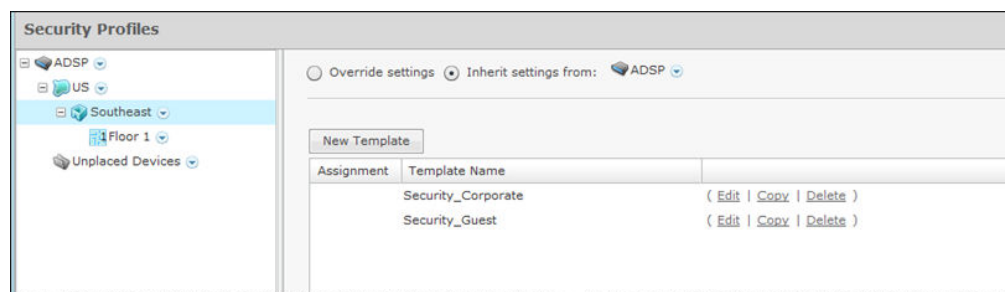 Security Profiles
ADSP
US
Southeast
1 Floor 1
Unplaced Devices
Override settings Inherit settings from: ADSP
New Template
Assignment Template Name
Security_Corporate ( Edit | Copy | Delete )
Security_Guest ( Edit | Copy | Delete )